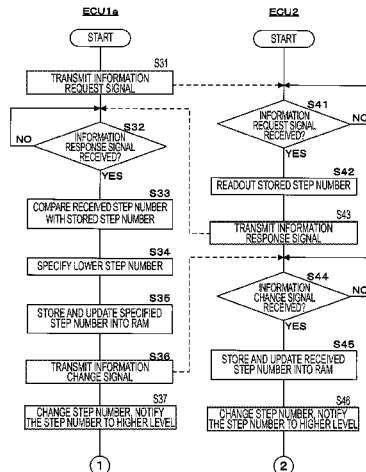 ECU1a
START
S31
TRANSMIT INFORMATION
REQUEST SIGNAL
S32
INFORMATION
RESPONSE SIGNAL
RECEIVED?
NO
YES
S33
COMPARE RECEIVED STEP NUMBER
WITH STORED STEP NUMBER
S34
SPECIFY LOWER STEP NUMBER
S35
STORE AND UPDATE SPECIFIED
STEP NUMBER INTO RAM
S36
TRANSMIT INFORMATION
CHANGE SIGNAL
S37
CHANGE STEP NUMBER, NOTIFY
THE STEP NUMBER TO HIGHER LEVEL
1
ECU2
START
S41
INFORMATION
REQUEST SIGNAL
RECEIVED?
NO
YES
S42
READOUT STORED STEP NUMBER
S43
TRANSMIT INFORMATION
RESPONSE SIGNAL
S44
INFORMATION
CHANGE SIGNAL
RECEIVED?
NO
YES
S45
STORE AND UPDATE RECEIVED
STEP NUMBER INTO RAM
S46
CHANGE STEP NUMBER, NOTIFY
THE STEP NUMBER TO HIGHER LEVEL
2